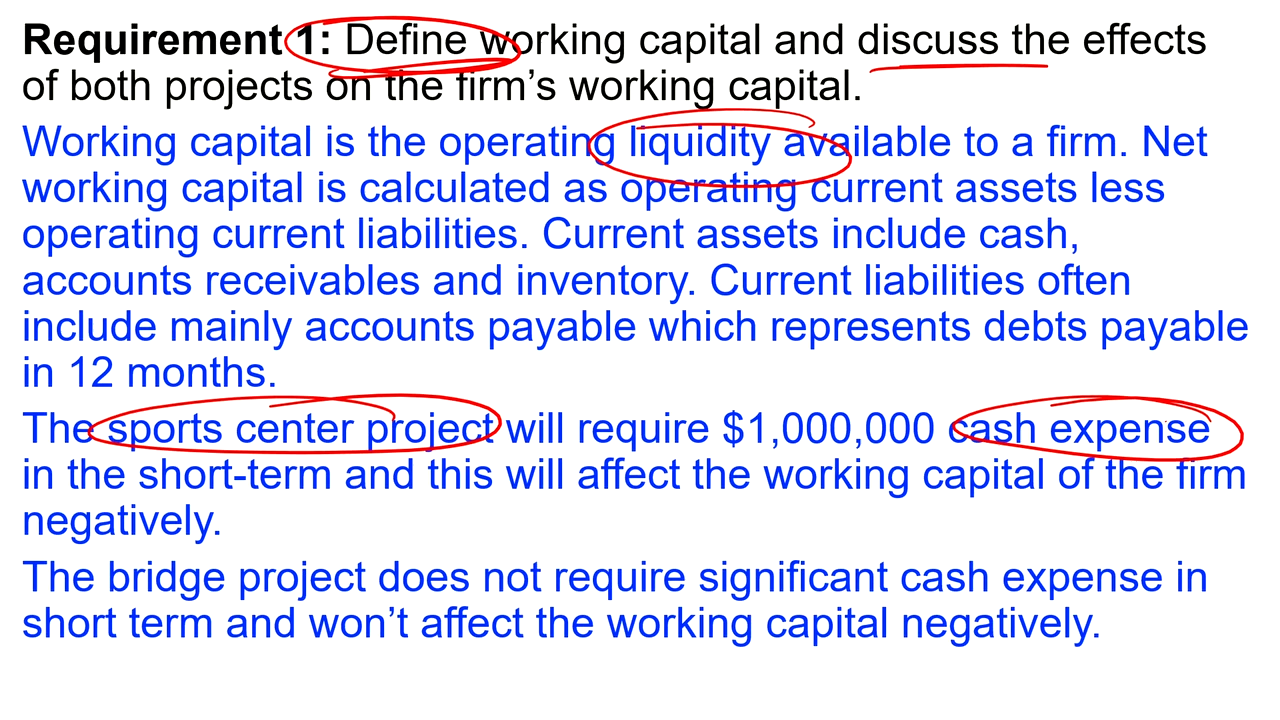 Requirement 1: Define working capital and discuss the effects
of both projects on the firm’s working capital.
Working capital is the operating liquidity available to a firm. Net
working capital is calculated as operating current assets less
operating current liabilities. Current assets include cash,
accounts receivables and inventory. Current liabilities often
include mainly accounts payable which represents debts payable
in 12 months.
The sports center project will require $1,000,000 cash expense
in the short-term and this will affect the working capital of the firm
negatively.
The bridge project does not require significant cash expense in
short term and won’t affect the working capital negatively.